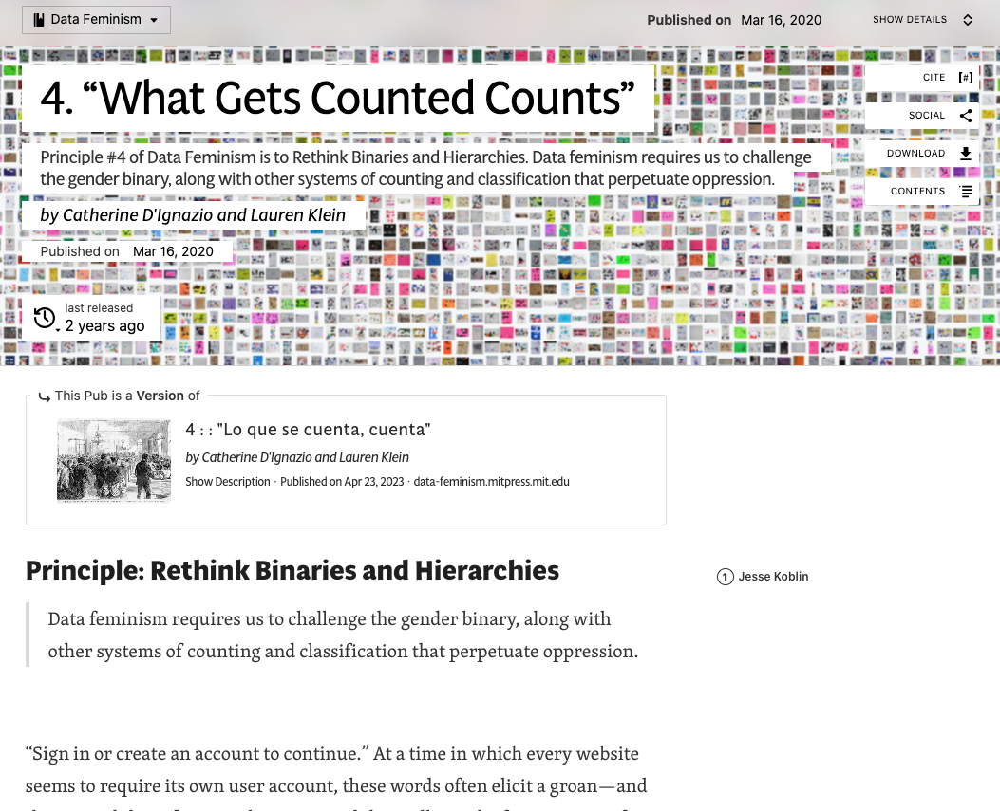 Data Feminism
Published on Mar 16, 2020
SHOW DETAILS
4. “What Gets Counted Counts”
CITE
[#]
SOCIAL
Principle #4 of Data Feminism is to Rethink Binaries and Hierarchies. Data feminism requires us to challenge
the gender binary, along with other systems of counting and classification that perpetuate oppression.
DOWNLOAD
CONTENTS
by Catherine D'Ignazio and Lauren Klein
Published on Mar 16, 2020
last released
2 years ago
This Pub is a Version of
4 : : "Lo que se cuenta, cuenta"
by Catherine D'Ignazio and Lauren Klein
Show Description · Published on Apr 23, 2023 · data-feminism.mitpress.mit.edu
Principle: Rethink Binaries and Hierarchies
1 Jesse Koblin
Data feminism requires us to challenge the gender binary, along with
other systems of counting and classification that perpetuate oppression.
“Sign in or create an account to continue.” At a time in which every website
seems to require its own user account, these words often elicit a groan—and